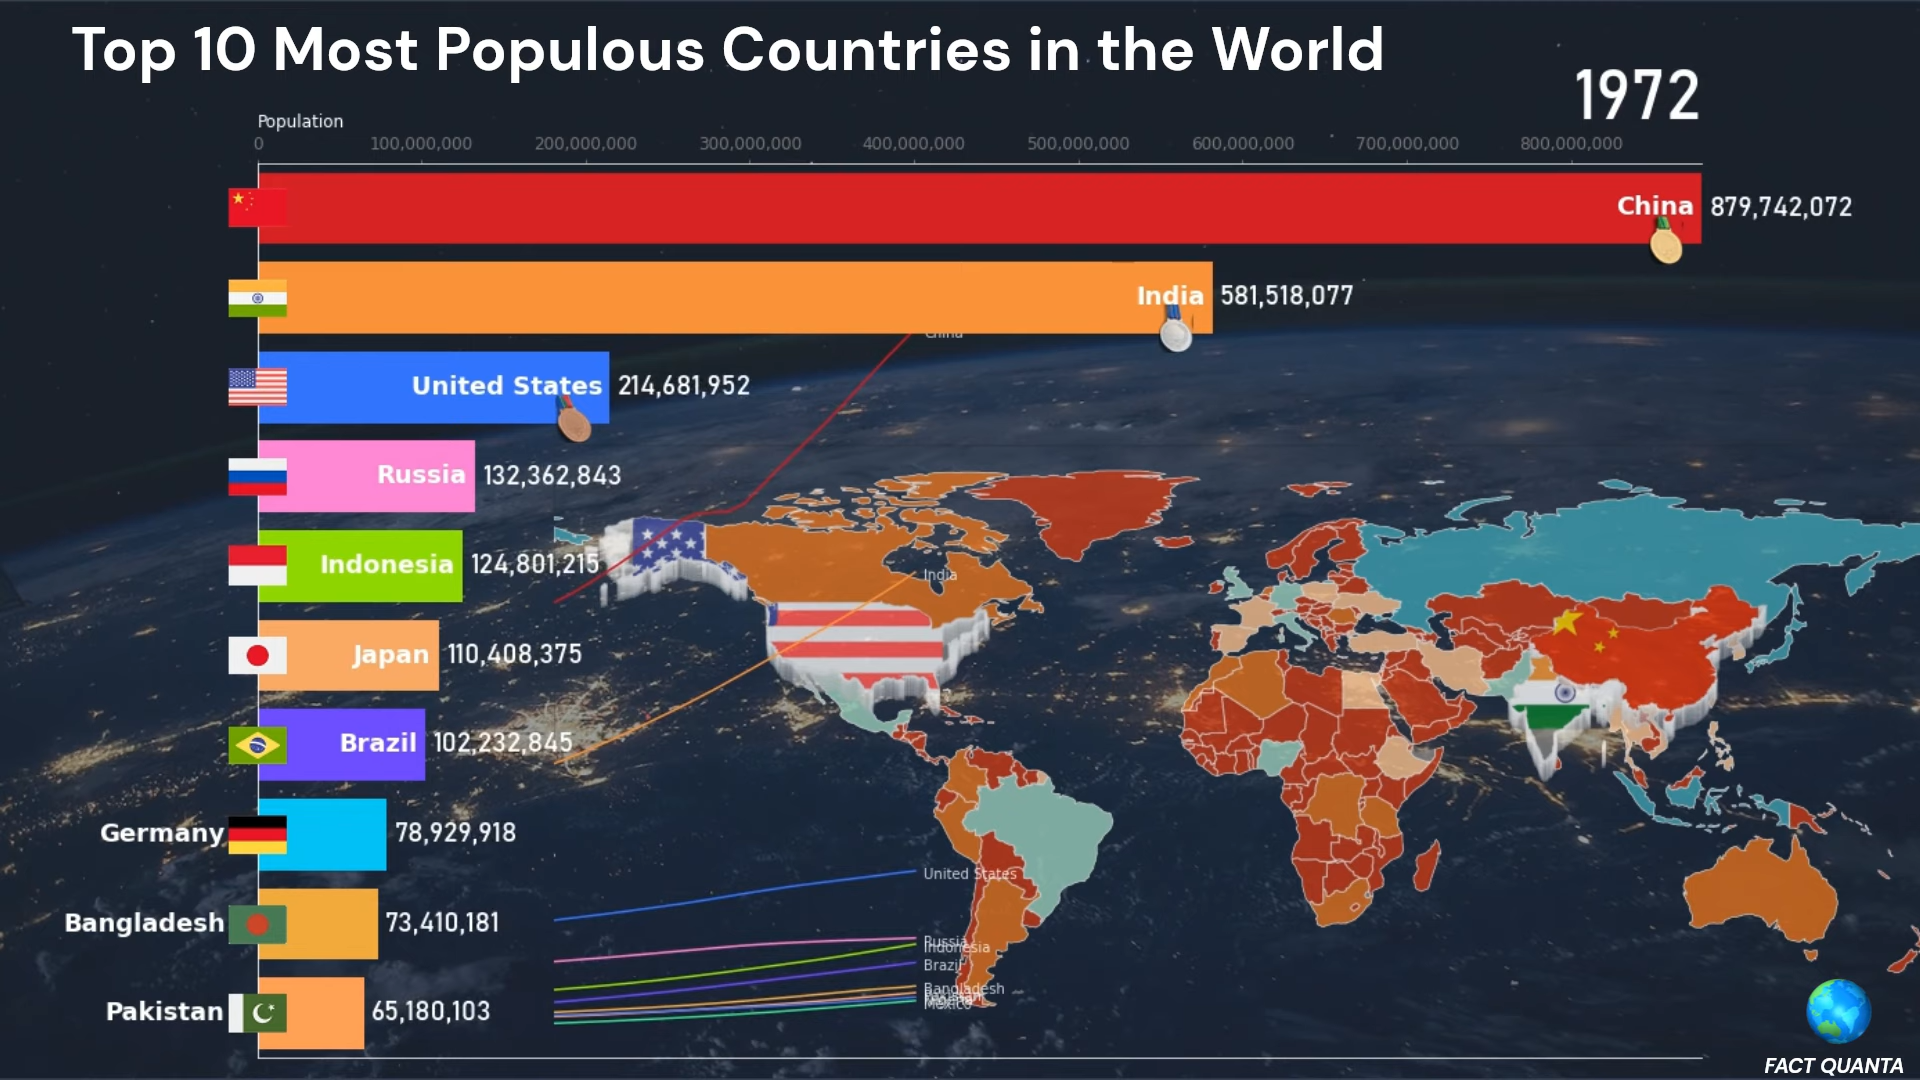 Top 10 Most Populous Countries in the World
1972
Population
0 100,000,000 200,000,000 300,000,000 400,000,000 500,000,000 600,000,000 700,000,000 800,000,000
China 879,742,072
India 581,518,077
China
United States 214,681,952
Russia 132,362,843
Indonesia 124,801,215
India
Japan 110,408,375
Brazil 102,232,845
Germany 78,929,918
United States
Bangladesh 73,410,181
Russia
Indonesia
Brazil
Bangladesh
Mexico
Pakistan 65,180,103
FACT QUANTA